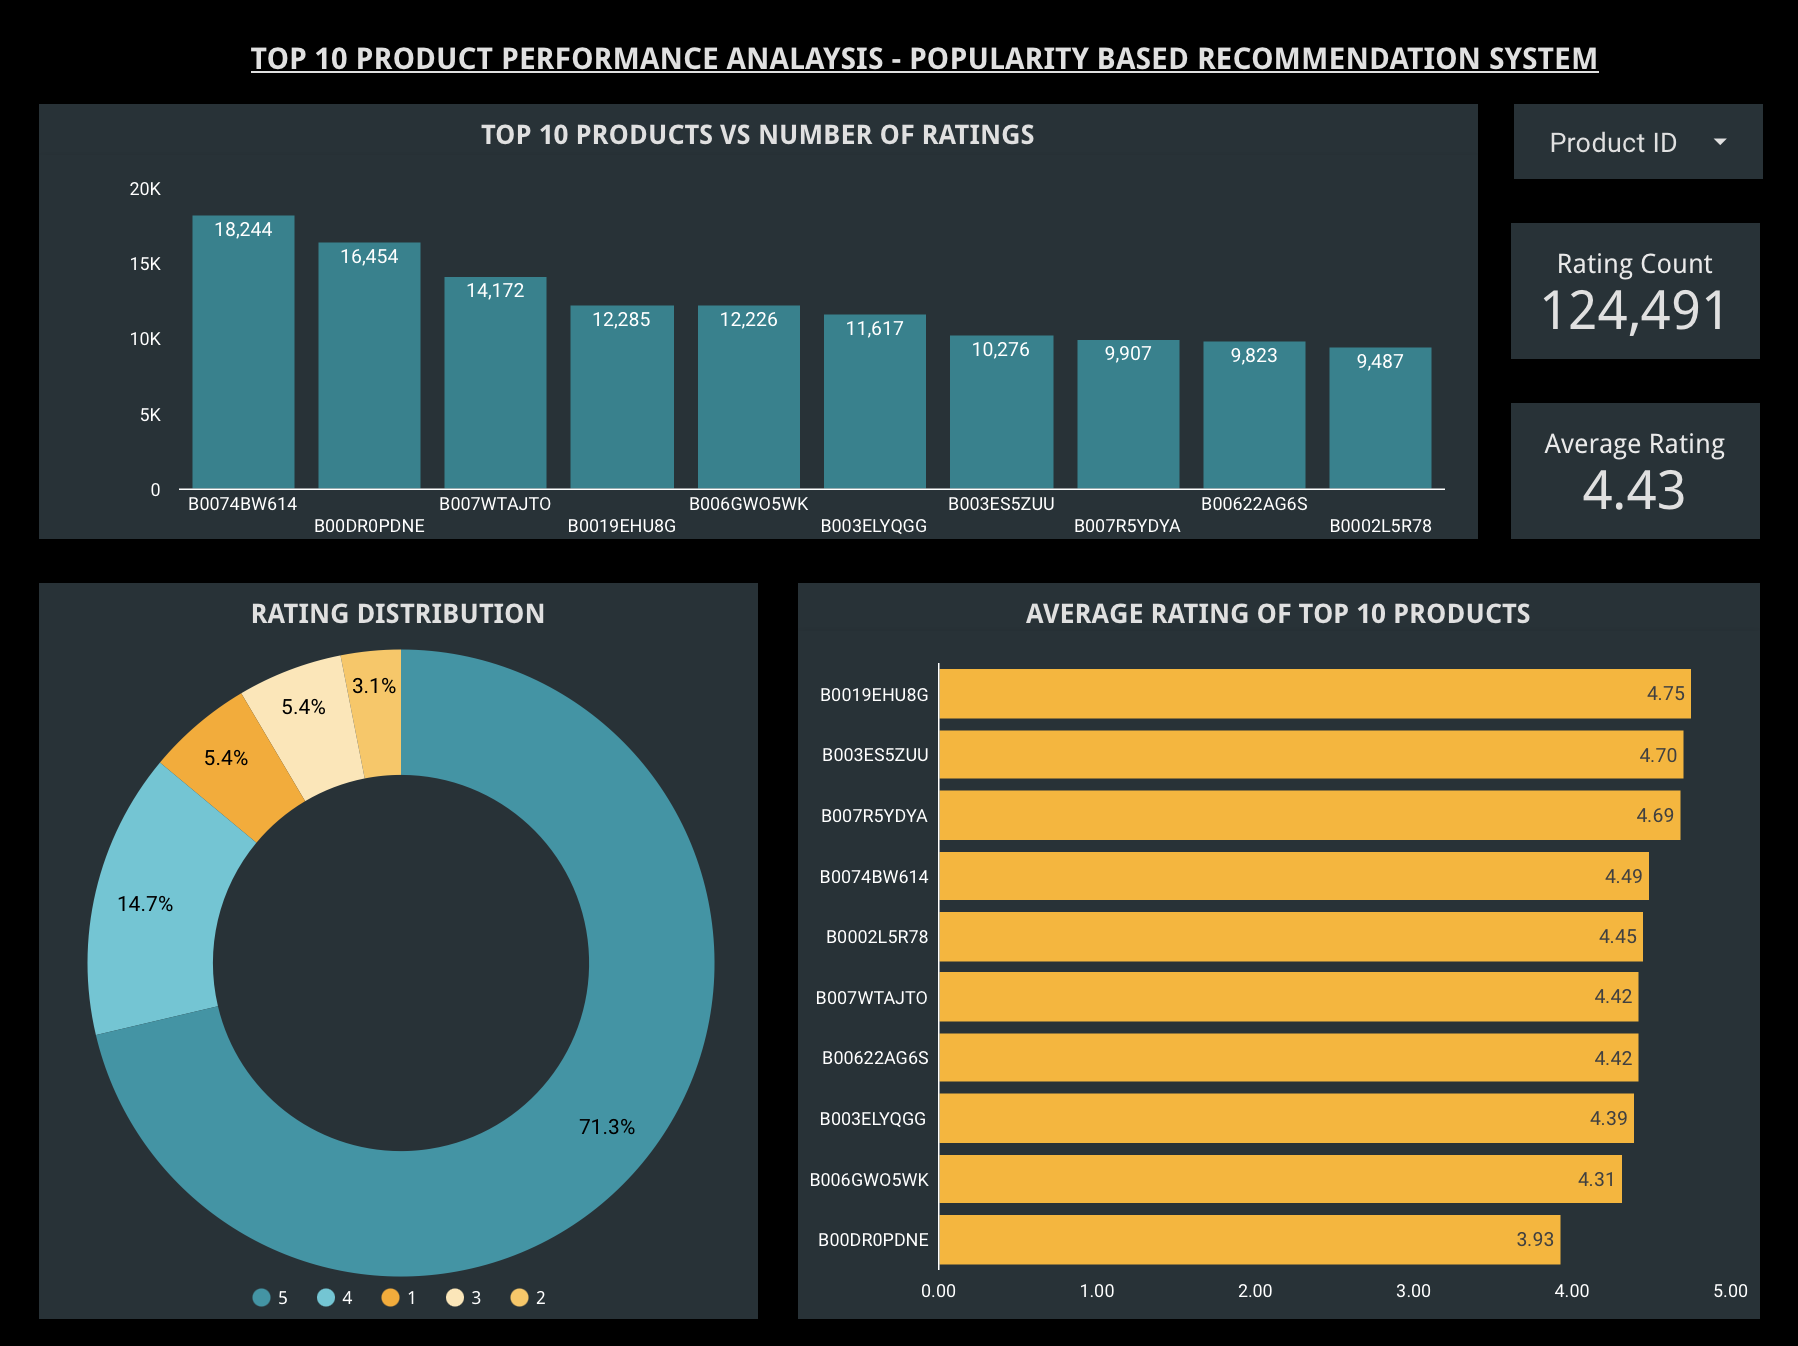 TOP 10 PRODUCT PERFORMANCE ANALAYSIS - POPULARITY BASED RECOMMENDATION SYSTEM
TOP 10 PRODUCTS VS NUMBER OF RATINGS
20K
15K
10K
5K
0
18,244
16,454
14,172
12,285
12,226
11,617
10,276
9,907
9,823
9,487
B0074BW614
B00DR0PDNE
B007WTAJTO
B0019EHU8G
B006GWO5WK
B003ELYQGG
B003ES5ZUU
B007R5YDYA
B00622AG6S
B0002L5R78
Product ID
Rating Count
124,491
Average Rating
4.43
RATING DISTRIBUTION
3.1%
5.4%
5.4%
14.7%
71.3%
5 4 1 3 2
AVERAGE RATING OF TOP 10 PRODUCTS
B0019EHU8G 4.75
B003ES5ZUU 4.70
B007R5YDYA 4.69
B0074BW614 4.49
B0002L5R78 4.45
B007WTAJTO 4.42
B00622AG6S 4.42
B003ELYQGG 4.39
B006GWO5WK 4.31
B00DR0PDNE 3.93
0.00 1.00 2.00 3.00 4.00 5.00